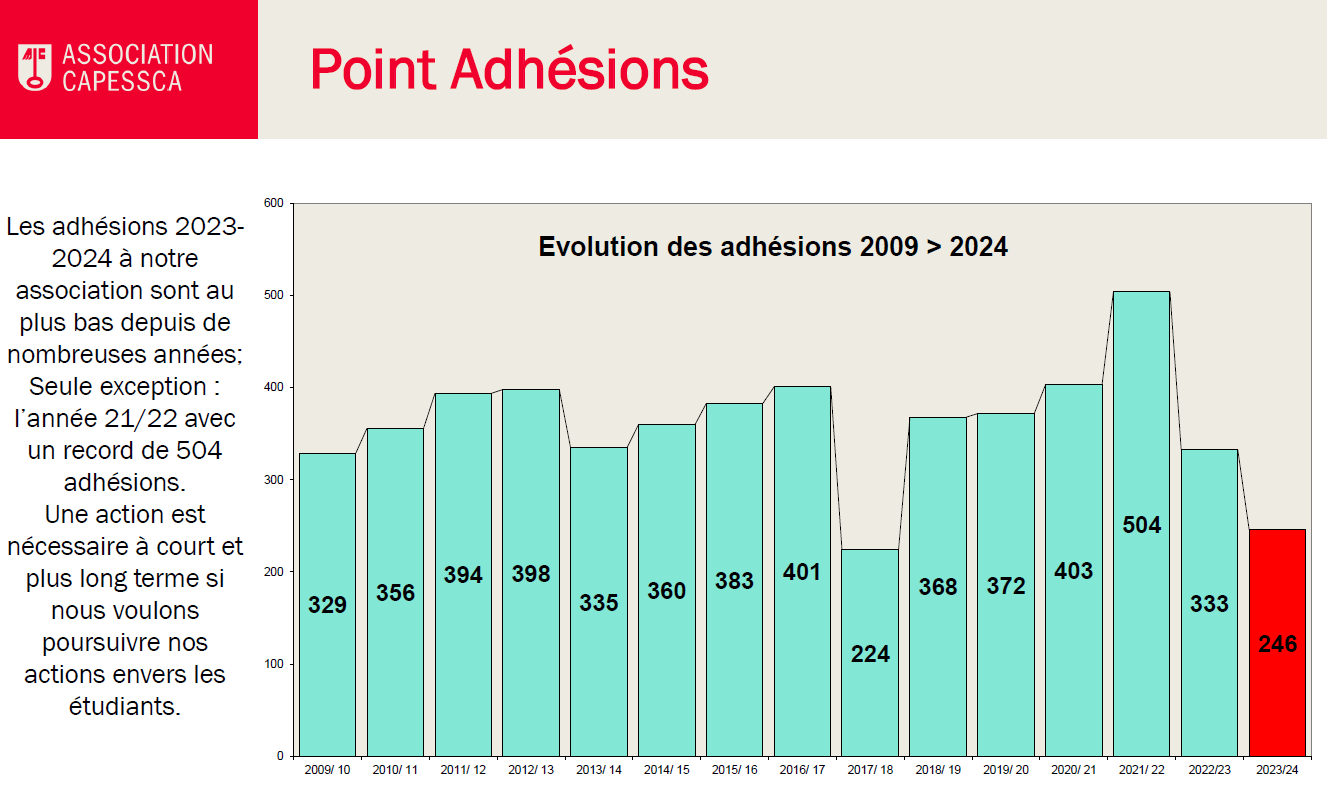 ASSOCIATION
CAPESSCA
Point Adhésions
Les adhésions 2023-
2024 à notre
association sont au
plus bas depuis de
nombreuses années;
Seule exception :
l’année 21/22 avec
un record de 504
adhésions.
Une action est
nécessaire à court et
plus long terme si
nous voulons
poursuivre nos
actions envers les
étudiants.
Evolution des adhésions 2009 > 2024
600
500
400
300
200
100
0
329
356
394
398
335
360
383
401
224
368
372
403
504
333
246
2009/ 10
2010/ 11
2011/ 12
2012/ 13
2013/ 14
2014/ 15
2015/ 16
2016/ 17
2017/ 18
2018/ 19
2019/ 20
2020/ 21
2021/ 22
2022/23
2023/24